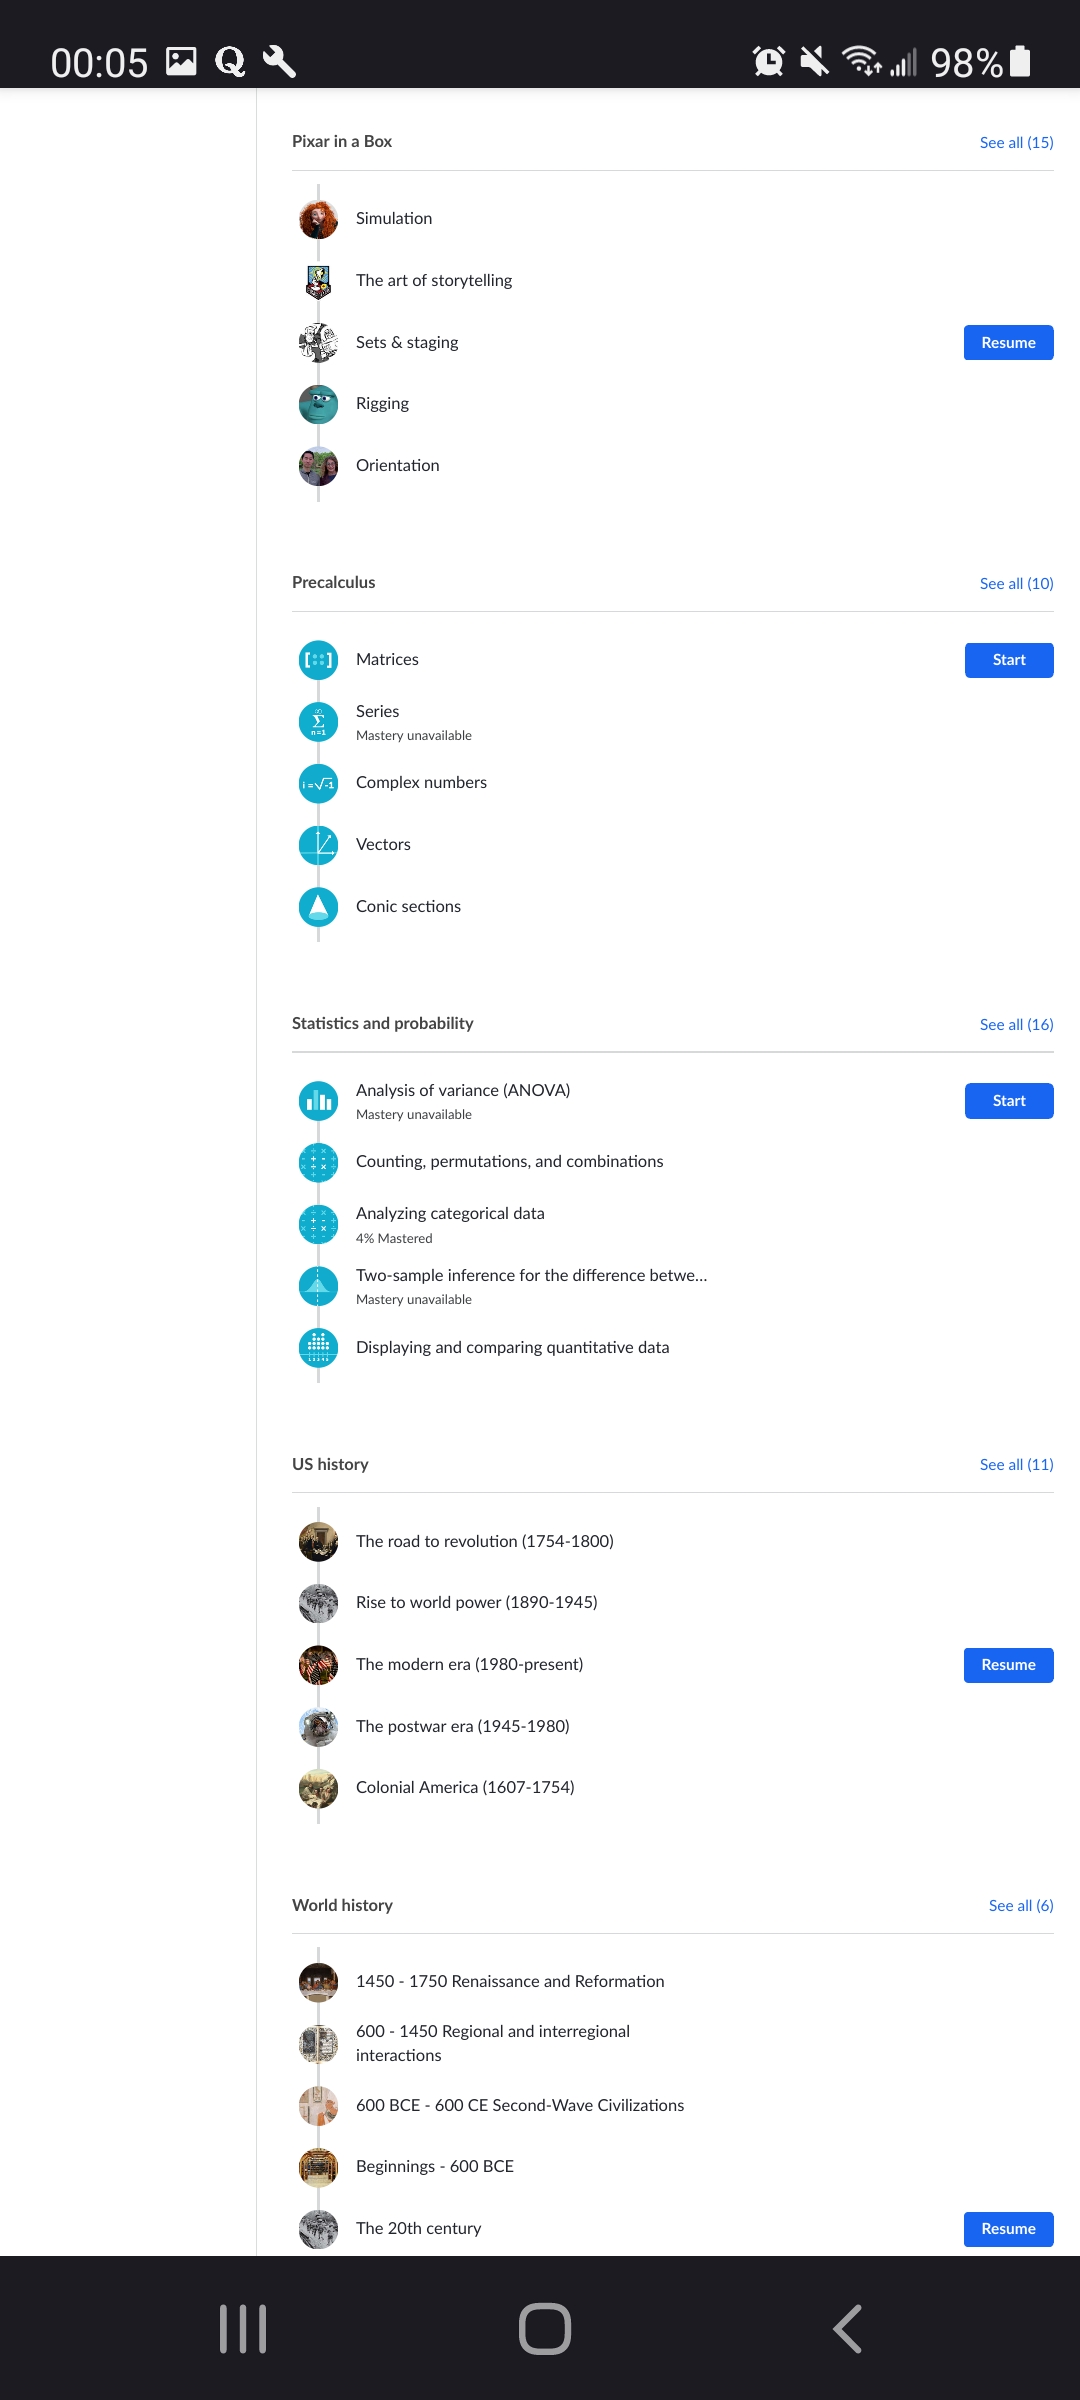 00:05
98%
Pixar in a Box
See all (15)
Simulation
The art of storytelling
Sets & staging
Resume
Rigging
Orientation
Precalculus
See all (10)
Matrices
Start
Series
Mastery unavailable
Complex numbers
Vectors
Conic sections
Statistics and probability
See all (16)
Analysis of variance (ANOVA)
Mastery unavailable
Start
Counting, permutations, and combinations
Analyzing categorical data
4% Mastered
Two-sample inference for the difference betwe...
Mastery unavailable
Displaying and comparing quantitative data
US history
See all (11)
The road to revolution (1754-1800)
Rise to world power (1890-1945)
The modern era (1980-present)
Resume
The postwar era (1945-1980)
Colonial America (1607-1754)
World history
See all (6)
1450 - 1750 Renaissance and Reformation
600 - 1450 Regional and interregional
interactions
600 BCE - 600 CE Second-Wave Civilizations
Beginnings - 600 BCE
The 20th century
Resume